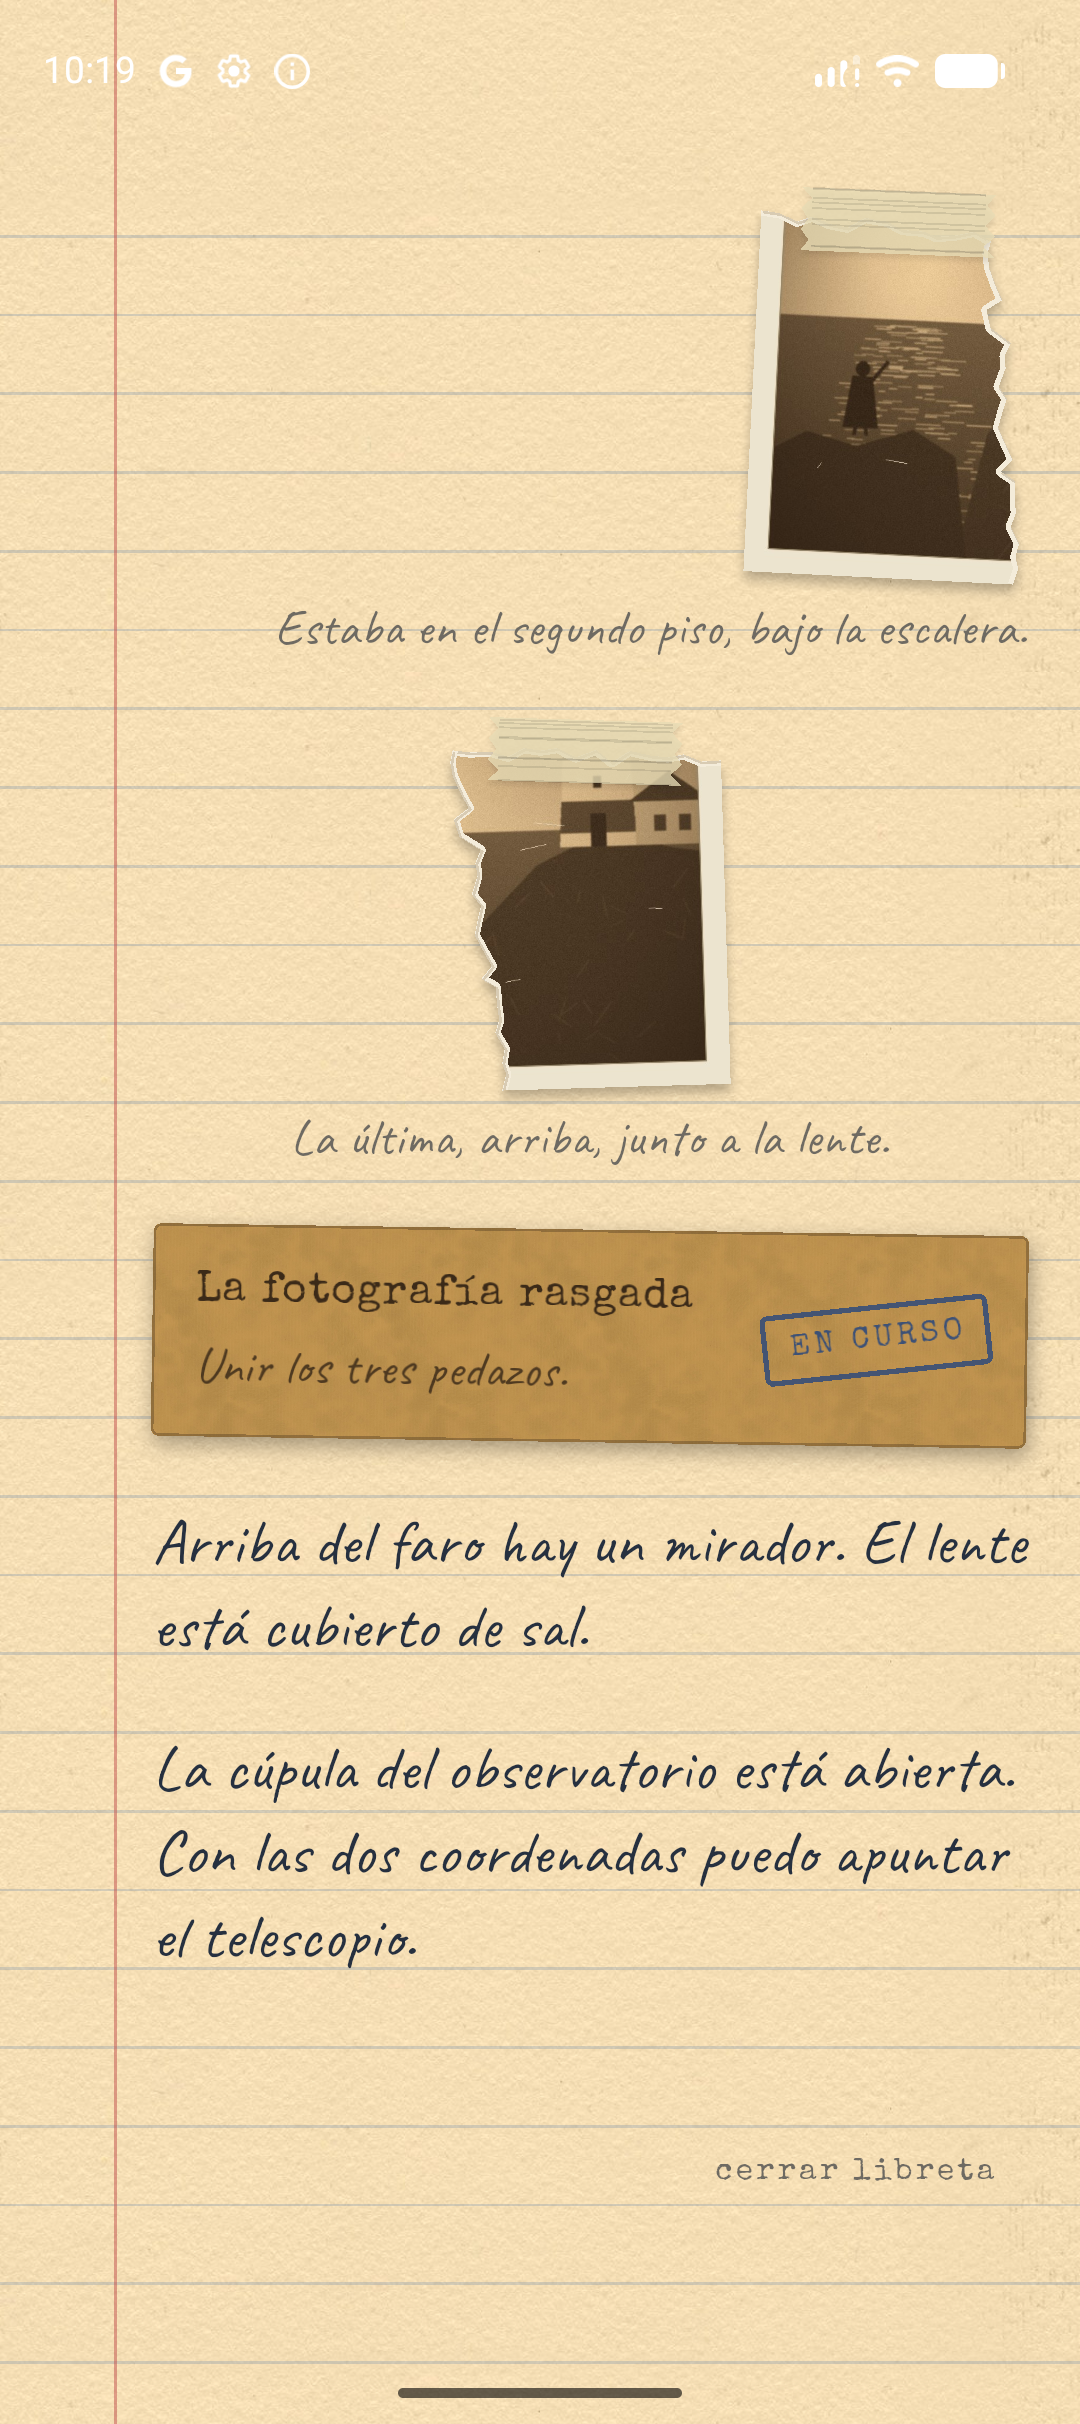 10:19
Estaba en el segundo piso, bajo la escalera.
La última, arriba, junto a la lente.
La fotografía rasgada
EN CURSO
Unir los tres pedazos.
Arriba del faro hay un mirador. El lente
está cubierto de sal.
La cúpula del observatorio está abierta.
Con las dos coordenadas puedo apuntar
el telescopio.
cerrar libreta